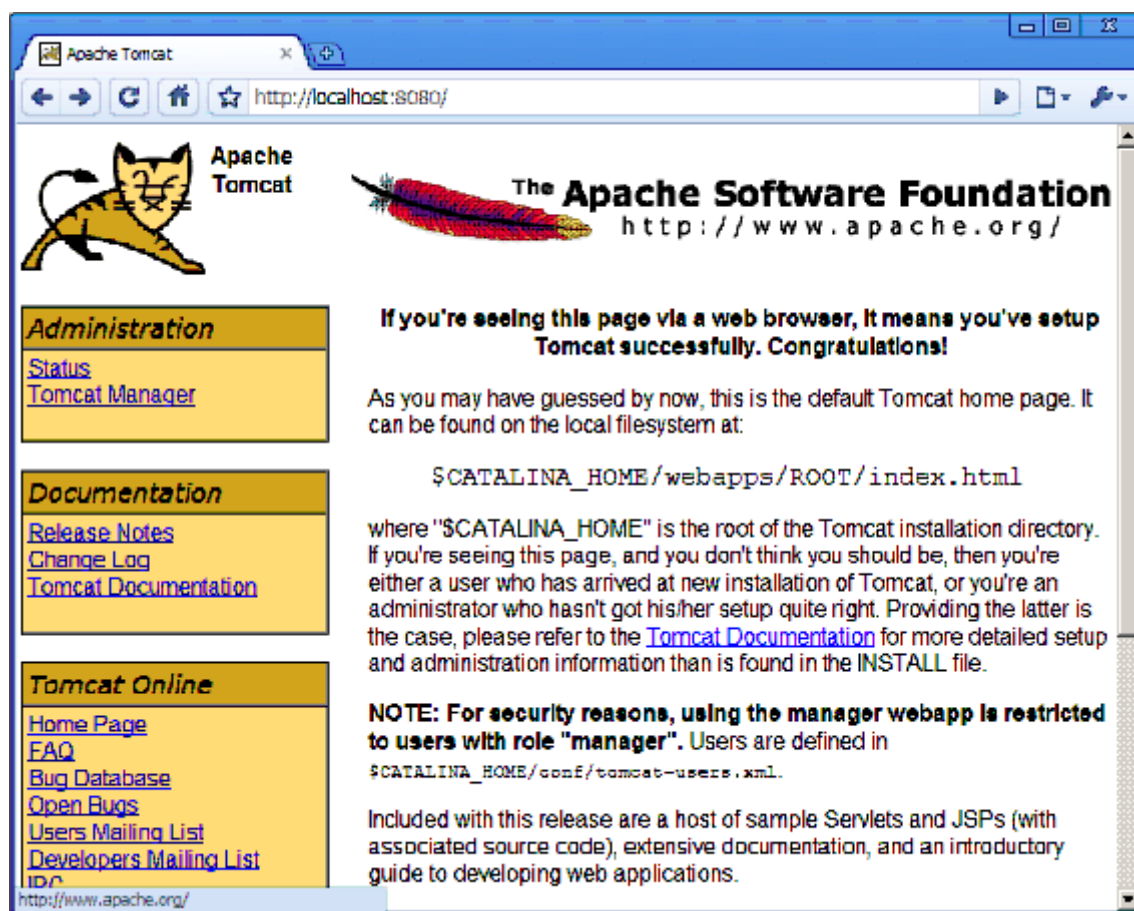 Apache Tomcat
http://localhost:8080/
Apache
Tomcat
The Apache Software Foundation
http://www.apache.org/
Administration
Status
Tomcat Manager
Documentation
Release Notes
Change Log
Tomcat Documentation
Tomcat Online
Home Page
FAQ
Bug Database
Open Bugs
Users Mailing List
Developers Mailing List
IRC
http://www.apache.org/
If you're seeing this page via a web browser, it means you've setup
Tomcat successfully. Congratulations!
As you may have guessed by now, this is the default Tomcat home page. It
can be found on the local filesystem at:
$CATALINA_HOME/webapps/ROOT/index.html
where "$CATALINA_HOME" is the root of the Tomcat installation directory.
If you're seeing this page, and you don't think you should be, then you're
either a user who has arrived at new installation of Tomcat, or you're an
administrator who hasn't got his/her setup quite right. Providing the latter is
the case, please refer to the Tomcat Documentation for more detailed setup
and administration information than is found in the INSTALL file.
NOTE: For security reasons, using the manager webapp is restricted
to users with role "manager". Users are defined in
$CATALINA_HOME/conf/tomcat-users.xml.
Included with this release are a host of sample Servlets and JSPs (with
associated source code), extensive documentation, and an introductory
guide to developing web applications.